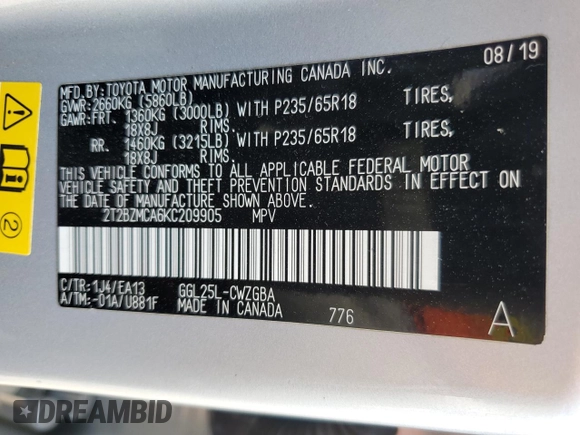 08/19
MFD.BY:TOYOTA MOTOR MANUFACTURING CANADA INC.
GVWR:2660KG (5860LB)
GAWR:FRT. 1360KG (3000LB) WITH P235/65R18 TIRES,
18X8J RIMS.
RR. 1460KG (3215LB) WITH P235/65R18 TIRES,
18X8J RIMS.
THIS VEHICLE CONFORMS TO ALL APPLICABLE FEDERAL MOTOR
VEHICLE SAFETY AND THEFT PREVENTION STANDARDS IN EFFECT ON
THE DATE OF MANUFACTURE SHOWN ABOVE.
2T2BZMCA6KC209905 MPV
C/TR:1J4/EA13 GGL25L-CWZGBA
A/TM:-01A/U881F MADE IN CANADA 776 A
2
DREAMBID